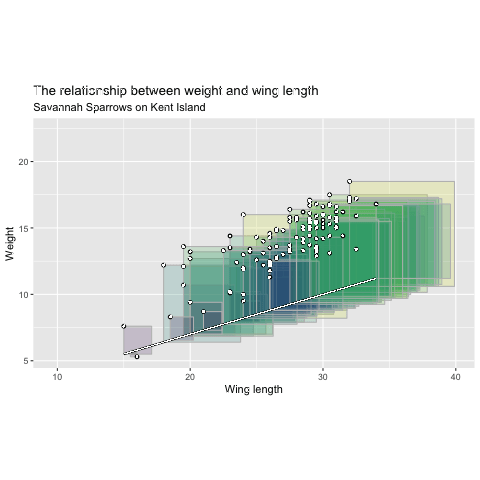 The relationship between weight and wing length
Savannah Sparrows on Kent Island
20
15
10
5
Weight
10 20 30 40
Wing length